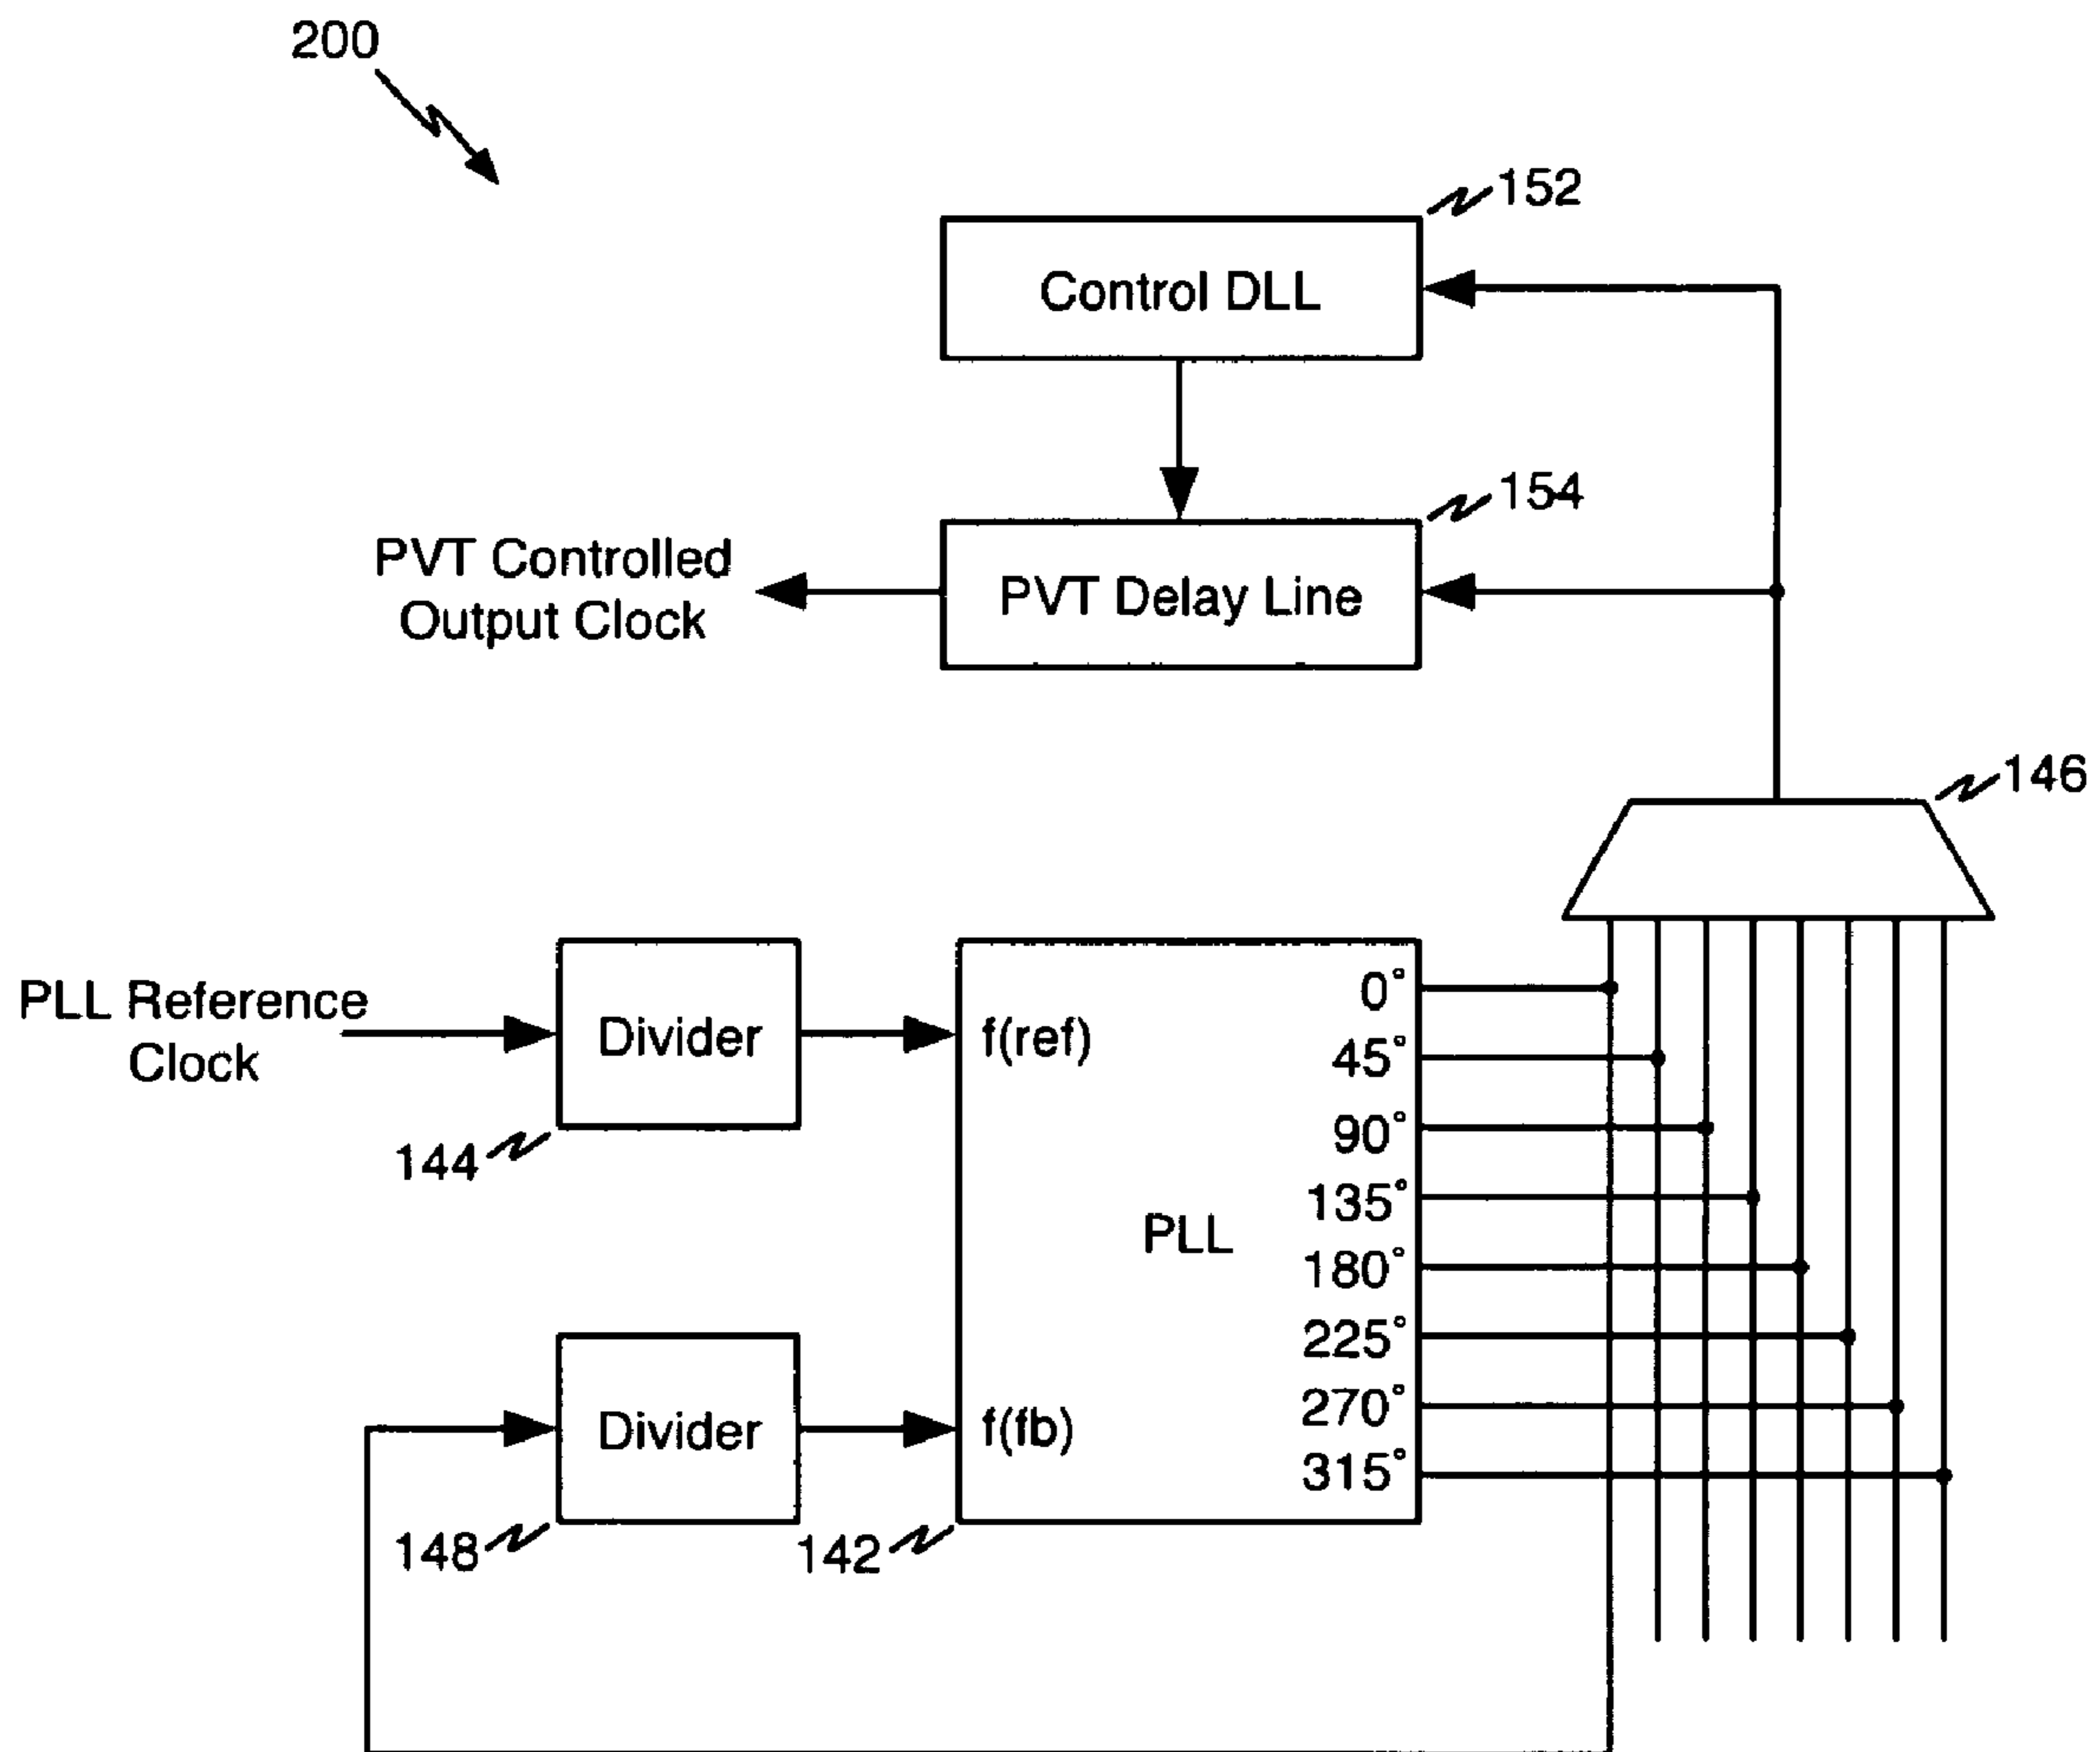 200
152
Control DLL
154
PVT Controlled
Output Clock
PVT Delay Line
146
PLL Reference
Clock
Divider
f(ref)
0°
45°
90°
144
135°
PLL
180°
225°
270°
Divider
f(fb)
315°
148
142